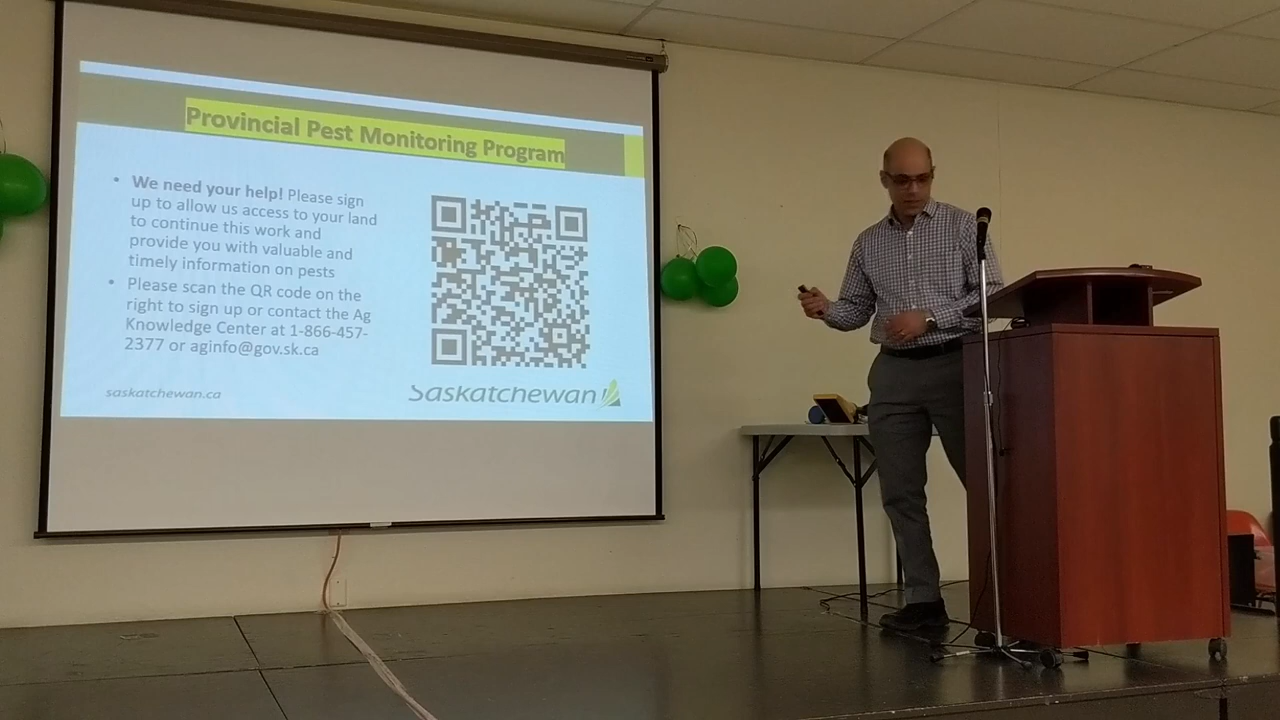 Provincial Pest Monitoring Program
• We need your help! Please sign
up to allow us access to your land
to continue this work and
provide you with valuable and
timely information on pests
• Please scan the QR code on the
right to sign up or contact the Ag
Knowledge Center at 1-866-457-
2377 or aginfo@gov.sk.ca
saskatchewan.ca
Saskatchewan